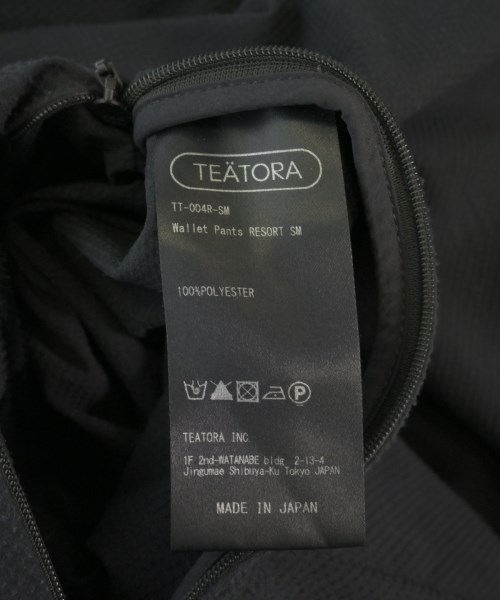 TEÄTORA
TT-004R-SM
Wallet Pants RESORT SM
100%POLYESTER
P
TEATORA INC.
1F 2nd-WATANABE bldg. 2-13-4
Jingumae Shibuya-Ku Tokyo JAPAN
MADE IN JAPAN